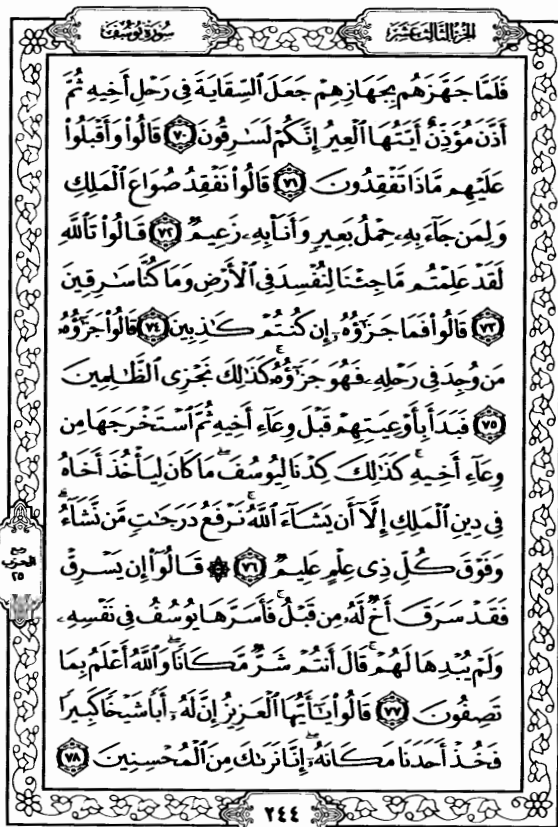 الجزء الثالث عشر
سورة يوسف
فَلَمَّا جَهَّزَهُم بِجَهَازِهِمْ جَعَلَ ٱلسِّقَايَةَ فِى رَحْلِ أَخِيهِ ثُمَّ
أَذَّنَ مُؤَذِّنٌ أَيَّتُهَا ٱلْعِيرُ إِنَّكُمْ لَسَٰرِقُونَ ٧٠ قَالُوا۟ وَأَقْبَلُوا۟
عَلَيْهِم مَّاذَا تَفْقِدُونَ ٧١ قَالُوا۟ نَفْقِدُ صُوَاعَ ٱلْمَلِكِ
وَلِمَن جَآءَ بِهِۦ حِمْلُ بَعِيرٍ وَأَنَا۠ بِهِۦ زَعِيمٌ ٧٢ قَالُوا۟ تَٱللَّهِ
لَقَدْ عَلِمْتُم مَّا جِئْنَا لِنُفْسِدَ فِى ٱلْأَرْضِ وَمَا كُنَّا سَٰرِقِينَ
٧٣ قَالُوا۟ فَمَا جَزَٰٓؤُهُۥٓ إِن كُنتُمْ كَٰذِبِينَ ٧٤ قَالُوا۟ جَزَٰٓؤُهُۥ
مَن وُجِدَ فِى رَحْلِهِۦ فَهُوَ جَزَٰٓؤُهُۥ ۚ كَذَٰلِكَ نَجْزِى ٱلظَّٰلِمِينَ
٧٥ فَبَدَأَ بِأَوْعِيَتِهِمْ قَبْلَ وِعَآءِ أَخِيهِ ثُمَّ ٱسْتَخْرَجَهَا مِن
وِعَآءِ أَخِيهِ ۚ كَذَٰلِكَ كِدْنَا لِيُوسُفَ ۖ مَا كَانَ لِيَأْخُذَ أَخَاهُ
فِى دِينِ ٱلْمَلِكِ إِلَّآ أَن يَشَآءَ ٱللَّهُ ۚ نَرْفَعُ دَرَجَٰتٍ مَّن نَّشَآءُ ۗ
وَفَوْقَ كُلِّ ذِى عِلْمٍ عَلِيمٌ ٧٦ ۞ قَالُوٓا۟ إِن يَسْرِقْ
فَقَدْ سَرَقَ أَخٌ لَّهُۥ مِن قَبْلُ ۚ فَأَسَرَّهَا يُوسُفُ فِى نَفْسِهِۦ
وَلَمْ يُبْدِهَا لَهُمْ ۚ قَالَ أَنتُمْ شَرٌّ مَّكَانًا ۖ وَٱللَّهُ أَعْلَمُ بِمَا
تَصِفُونَ ٧٧ قَالُوا۟ يَٰٓأَيُّهَا ٱلْعَزِيزُ إِنَّ لَهُۥٓ أَبًا شَيْخًا كَبِيرًا
فَخُذْ أَحَدَنَا مَكَانَهُۥٓ ۖ إِنَّا نَرَىٰكَ مِنَ ٱلْمُحْسِنِينَ ٧٨
ربع
الحزب
٢٥
٢٤٤